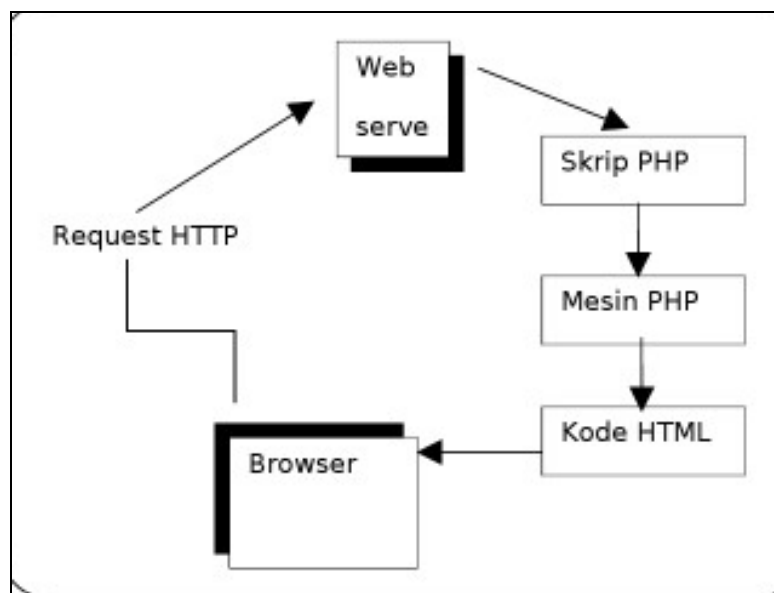 Web
serve
Skrip PHP
Request HTTP
Mesin PHP
Kode HTML
Browser